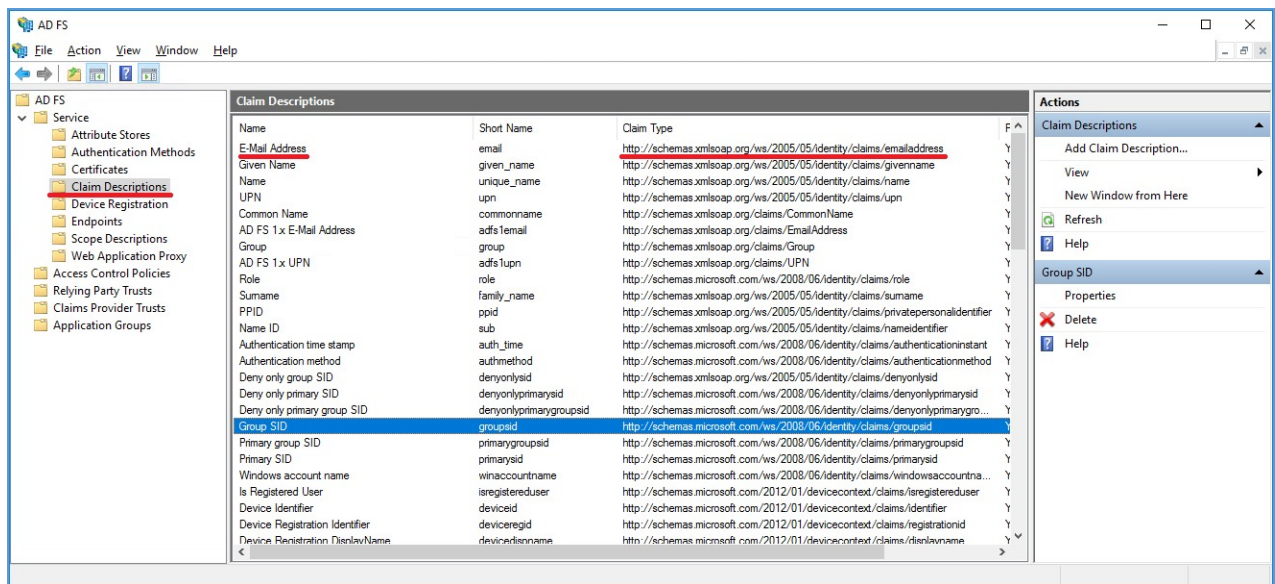 AD FS
File Action View Window Help
AD FS
Service
Attribute Stores
Authentication Methods
Certificates
Claim Descriptions
Device Registration
Endpoints
Scope Descriptions
Web Application Proxy
Access Control Policies
Relying Party Trusts
Claims Provider Trusts
Application Groups
Claim Descriptions
Name Short Name Claim Type
E-Mail Address email http://schemas.xmlsoap.org/ws/2005/05/identity/claims/emailaddress Y
Given Name given_name http://schemas.xmlsoap.org/ws/2005/05/identity/claims/givenname Y
Name unique_name http://schemas.xmlsoap.org/ws/2005/05/identity/claims/name Y
UPN upn http://schemas.xmlsoap.org/ws/2005/05/identity/claims/upn Y
Common Name commonname http://schemas.xmlsoap.org/claims/CommonName Y
AD FS 1.x E-Mail Address adfs1email http://schemas.xmlsoap.org/claims/EmailAddress Y
Group group http://schemas.xmlsoap.org/claims/Group Y
AD FS 1.x UPN adfs1upn http://schemas.xmlsoap.org/claims/UPN Y
Role role http://schemas.microsoft.com/ws/2008/06/identity/claims/role Y
Surname family_name http://schemas.xmlsoap.org/ws/2005/05/identity/claims/surname Y
PPID ppid http://schemas.xmlsoap.org/ws/2005/05/identity/claims/privatepersonalidentifier Y
Name ID sub http://schemas.xmlsoap.org/ws/2005/05/identity/claims/nameidentifier Y
Authentication time stamp auth_time http://schemas.microsoft.com/ws/2008/06/identity/claims/authenticationinstant Y
Authentication method authmethod http://schemas.microsoft.com/ws/2008/06/identity/claims/authenticationmethod Y
Deny only group SID denyonlysid http://schemas.xmlsoap.org/ws/2005/05/identity/claims/denyonlysid Y
Deny only primary SID denyonlyprimarysid http://schemas.microsoft.com/ws/2008/06/identity/claims/denyonlyprimarysid Y
Deny only primary group SID denyonlyprimarygroupsid http://schemas.microsoft.com/ws/2008/06/identity/claims/denyonlyprimarygro... Y
Group SID groupsid http://schemas.microsoft.com/ws/2008/06/identity/claims/groupsid Y
Primary group SID primarygroupsid http://schemas.microsoft.com/ws/2008/06/identity/claims/primarygroupsid Y
Primary SID primarysid http://schemas.microsoft.com/ws/2008/06/identity/claims/primarysid Y
Windows account name winaccountname http://schemas.microsoft.com/ws/2008/06/identity/claims/windowsaccountna... Y
Is Registered User isregistereduser http://schemas.microsoft.com/2012/01/devicecontext/claims/isregistereduser Y
Device Identifier deviceid http://schemas.microsoft.com/2012/01/devicecontext/claims/identifier Y
Device Registration Identifier deviceregid http://schemas.microsoft.com/2012/01/devicecontext/claims/registrationid Y
Device Registration DisplayName devicedispname http://schemas.microsoft.com/2012/01/devicecontext/claims/displayname Y
Actions
Claim Descriptions
Add Claim Description...
View
New Window from Here
Refresh
Help
Group SID
Properties
Delete
Help